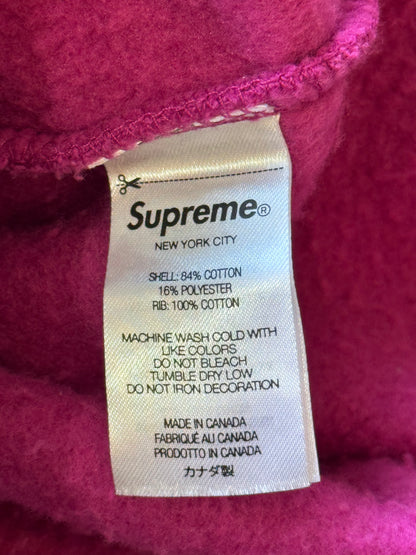 Supreme®
NEW YORK CITY
SHELL: 84% COTTON
16% POLYESTER
RIB: 100% COTTON
MACHINE WASH COLD WITH
LIKE COLORS
DO NOT BLEACH
TUMBLE DRY LOW
DO NOT IRON DECORATION
MADE IN CANADA
FABRIQUÉ AU CANADA
PRODOTTO IN CANADA
カナダ製